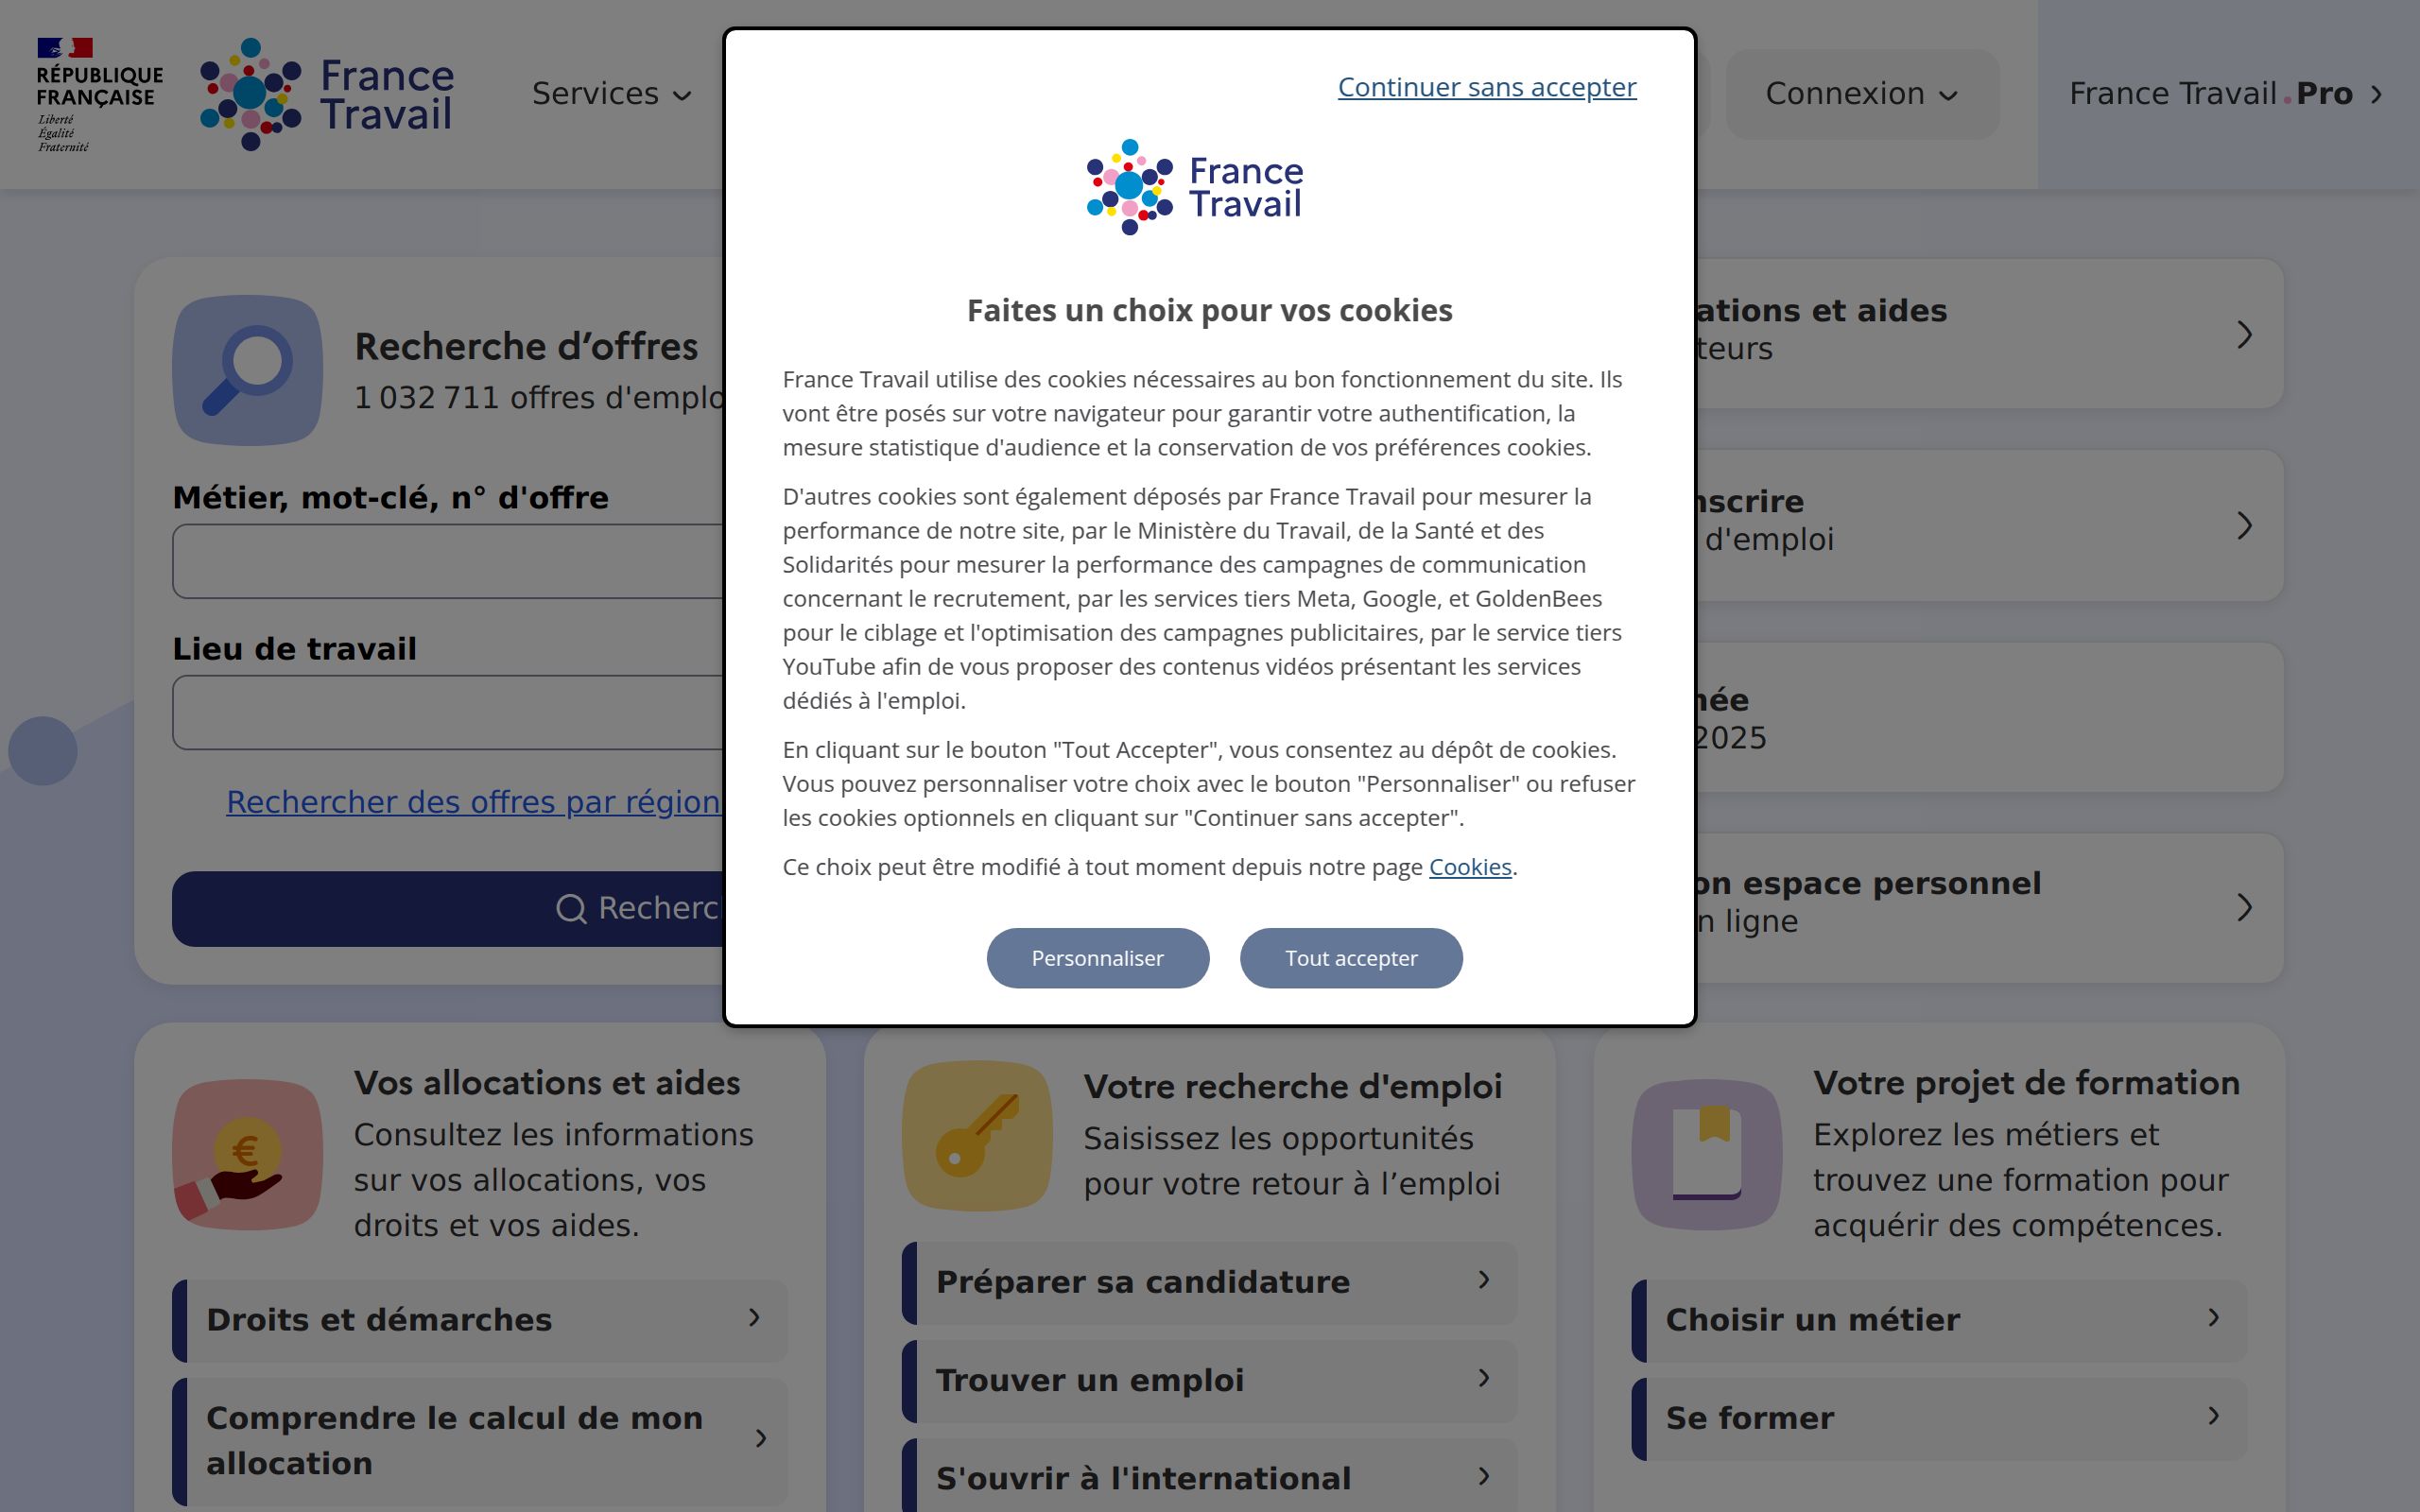 RÉPUBLIQUE
FRANÇAISE
Liberté
Égalité
Fraternité
France
Travail
Services
Connexion
France Travail.Pro
Continuer sans accepter
France
Travail
Faites un choix pour vos cookies
France Travail utilise des cookies nécessaires au bon fonctionnement du site. Ils
vont être posés sur votre navigateur pour garantir votre authentification, la
mesure statistique d'audience et la conservation de vos préférences cookies.
D'autres cookies sont également déposés par France Travail pour mesurer la
performance de notre site, par le Ministère du Travail, de la Santé et des
Solidarités pour mesurer la performance des campagnes de communication
concernant le recrutement, par les services tiers Meta, Google, et GoldenBees
pour le ciblage et l'optimisation des campagnes publicitaires, par le service tiers
YouTube afin de vous proposer des contenus vidéos présentant les services
dédiés à l'emploi.
En cliquant sur le bouton "Tout Accepter", vous consentez au dépôt de cookies.
Vous pouvez personnaliser votre choix avec le bouton "Personnaliser" ou refuser
les cookies optionnels en cliquant sur "Continuer sans accepter".
Ce choix peut être modifié à tout moment depuis notre page Cookies.
Personnaliser
Tout accepter
Recherche d’offres
1 032 711 offres d'emplo
Métier, mot-clé, n° d'offre
Lieu de travail
Rechercher des offres par région
Recherc
ations et aides
teurs
nscrire
d'emploi
née
2025
on espace personnel
n ligne
Vos allocations et aides
Consultez les informations
sur vos allocations, vos
droits et vos aides.
Droits et démarches
Comprendre le calcul de mon
allocation
Votre recherche d'emploi
Saisissez les opportunités
pour votre retour à l’emploi
Préparer sa candidature
Trouver un emploi
S'ouvrir à l'international
Votre projet de formation
Explorez les métiers et
trouvez une formation pour
acquérir des compétences.
Choisir un métier
Se former